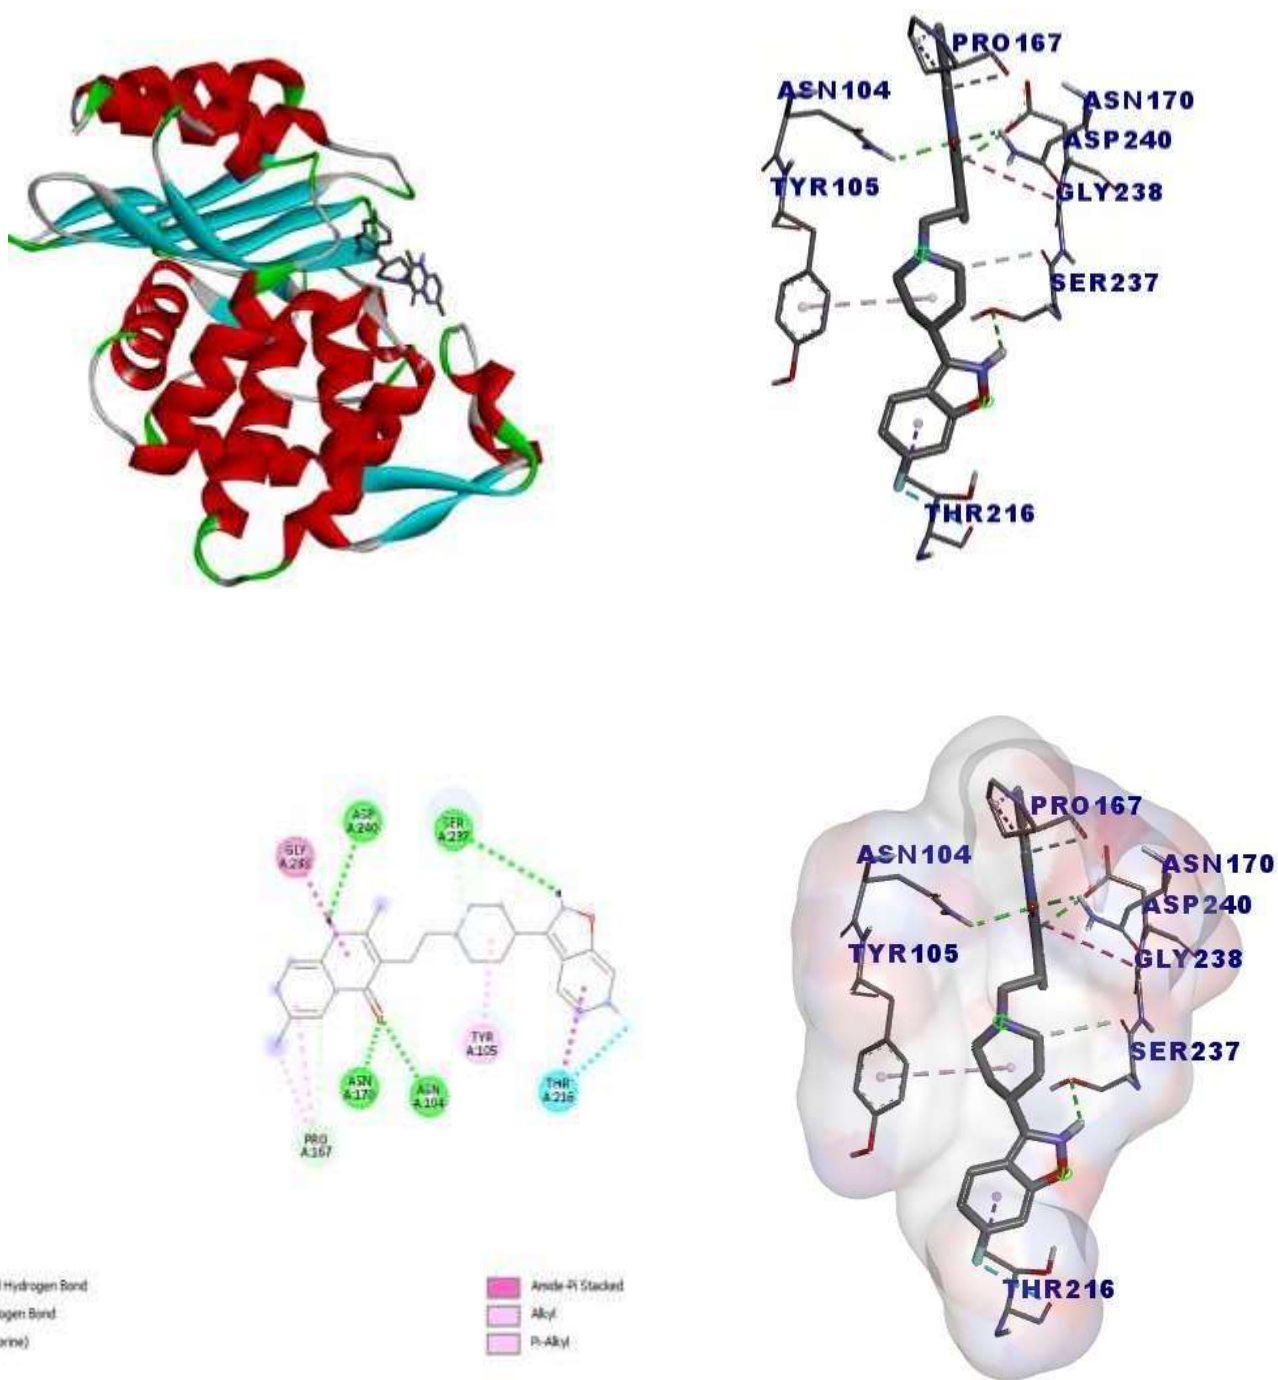 PRO167
ASN104
ASN170
ASP240
TYR105
GLY238
SER237
THR216
ASP
A:240
SER
A:237
GLY
TYR
A:105
ASN
A:170
ASN
A:104
THR
A:216
PRO
A:167
PRO167
ASN104
ASN170
ASP240
TYR105
GLY238
SER237
THR216
Hydrogen Bond
ogen Bond
rine)
Amide-Pi Stacked
Alkyl
Pi-Alkyl